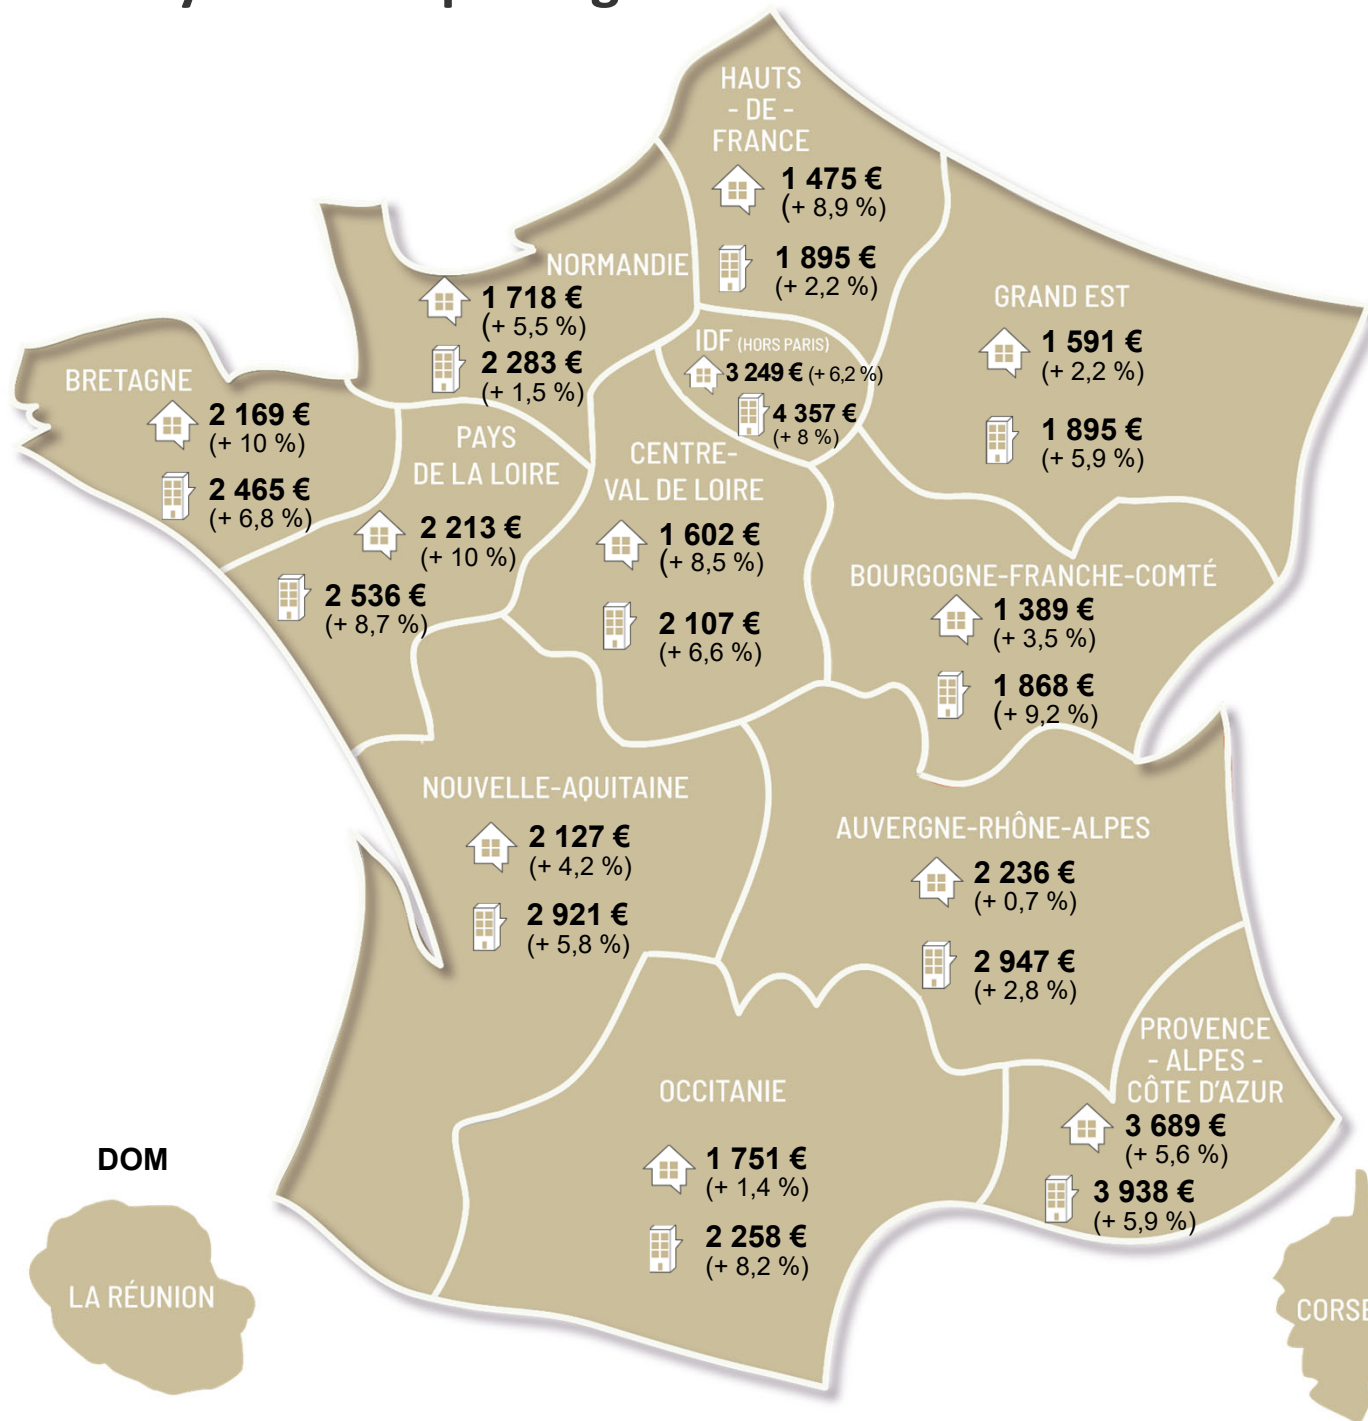 HAUTS
- DE -
FRANCE
1 475 €
(+ 8,9 %)
1 895 €
(+ 2,2 %)
NORMANDIE
1 718 €
(+ 5,5 %)
2 283 €
(+ 1,5 %)
IDF (HORS PARIS)
3 249 € (+ 6,2 %)
4 357 €
(+ 8 %)
GRAND EST
1 591 €
(+ 2,2 %)
1 895 €
(+ 5,9 %)
BRETAGNE
2 169 €
(+ 10 %)
2 465 €
(+ 6,8 %)
PAYS
DE LA LOIRE
2 213 €
(+ 10 %)
2 536 €
(+ 8,7 %)
CENTRE-
VAL DE LOIRE
1 602 €
(+ 8,5 %)
2 107 €
(+ 6,6 %)
BOURGOGNE-FRANCHE-COMTÉ
1 389 €
(+ 3,5 %)
1 868 €
(+ 9,2 %)
NOUVELLE-AQUITAINE
2 127 €
(+ 4,2 %)
2 921 €
(+ 5,8 %)
AUVERGNE-RHÔNE-ALPES
2 236 €
(+ 0,7 %)
2 947 €
(+ 2,8 %)
PROVENCE
- ALPES -
CÔTE D'AZUR
3 689 €
(+ 5,6 %)
3 938 €
(+ 5,9 %)
OCCITANIE
1 751 €
(+ 1,4 %)
2 258 €
(+ 8,2 %)
DOM
LA RÉUNION
CORSE